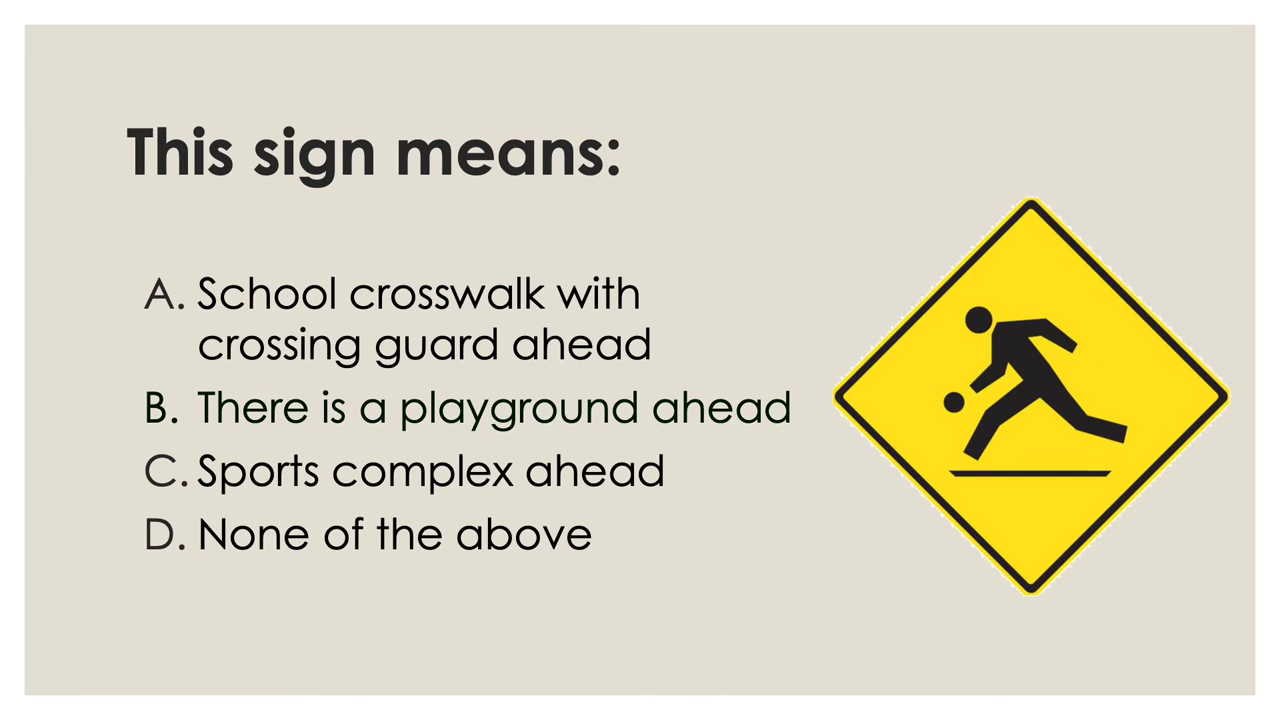 This sign means:
A. School crosswalk with
crossing guard ahead
B. There is a playground ahead
C. Sports complex ahead
D. None of the above